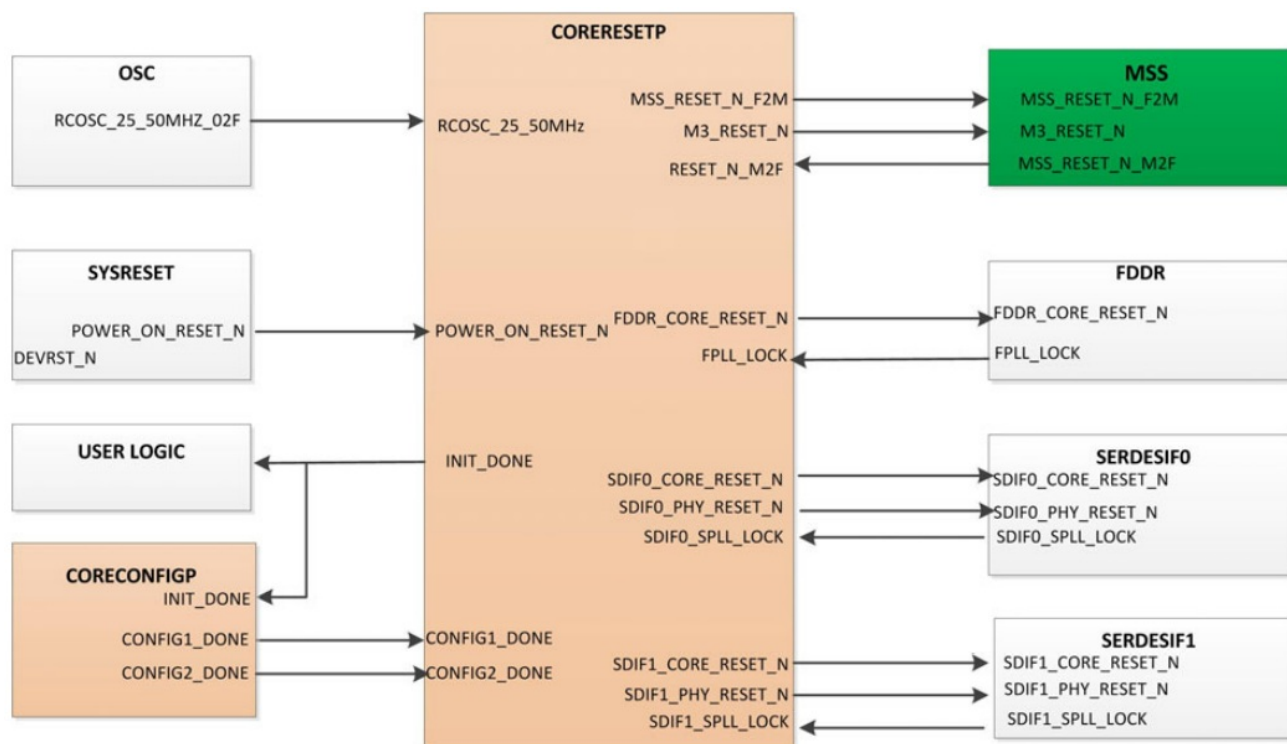 OSC
RCOSC_25_50MHZ_02F
SYSRESET
POWER_ON_RESET_N
DEVRST_N
USER LOGIC
CORECONFIGP
INIT_DONE
CONFIG1_DONE
CONFIG2_DONE
CORERESETP
MSS_RESET_N_F2M
RCOSC_25_50MHz
M3_RESET_N
RESET_N_M2F
POWER_ON_RESET_N
FDDR_CORE_RESET_N
FPLL_LOCK
INIT_DONE
SDIF0_CORE_RESET_N
SDIF0_PHY_RESET_N
SDIF0_SPLL_LOCK
CONFIG1_DONE
CONFIG2_DONE
SDIF1_CORE_RESET_N
SDIF1_PHY_RESET_N
SDIF1_SPLL_LOCK
MSS
MSS_RESET_N_F2M
M3_RESET_N
MSS_RESET_N_M2F
FDDR
FDDR_CORE_RESET_N
FPLL_LOCK
SERDESIF0
SDIF0_CORE_RESET_N
SDIF0_PHY_RESET_N
SDIF0_SPLL_LOCK
SERDESIF1
SDIF1_CORE_RESET_N
SDIF1_PHY_RESET_N
SDIF1_SPLL_LOCK